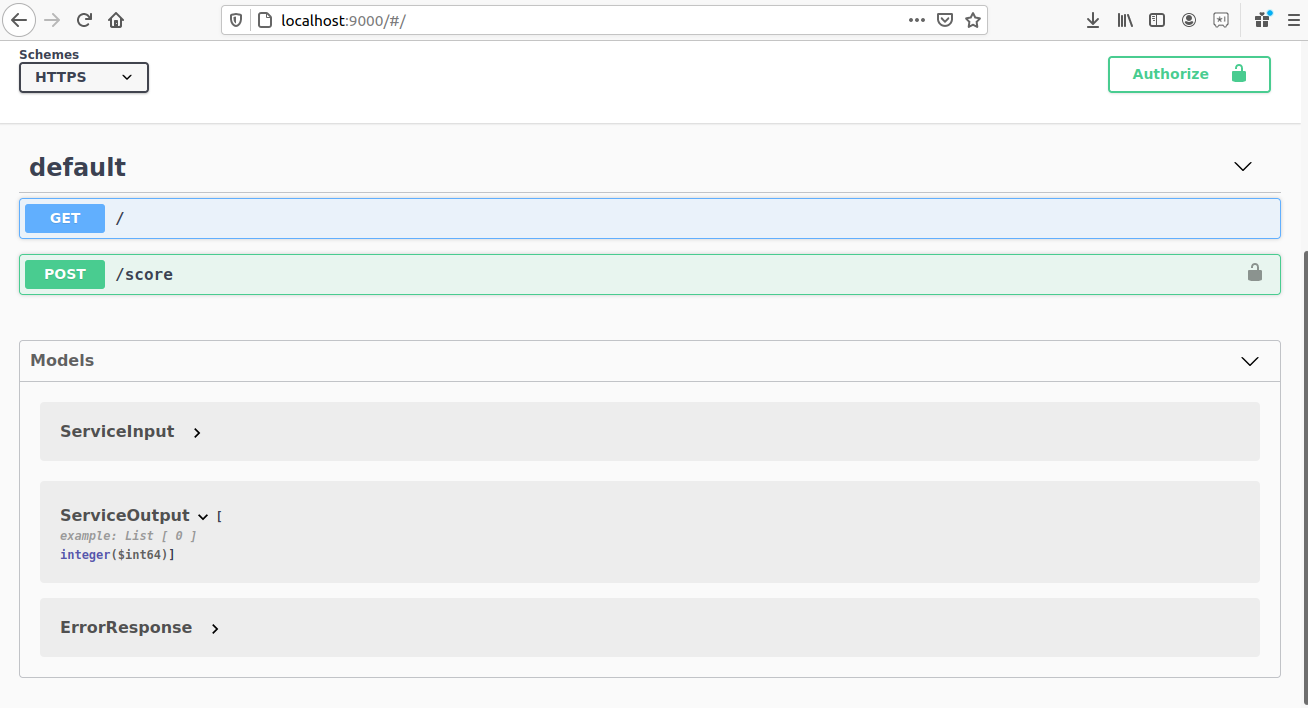 localhost:9000/#/
Schemes
HTTPS
Authorize
default
GET /
POST /score
Models
ServiceInput
ServiceOutput [
example: List [ 0 ]
integer($int64)]
ErrorResponse